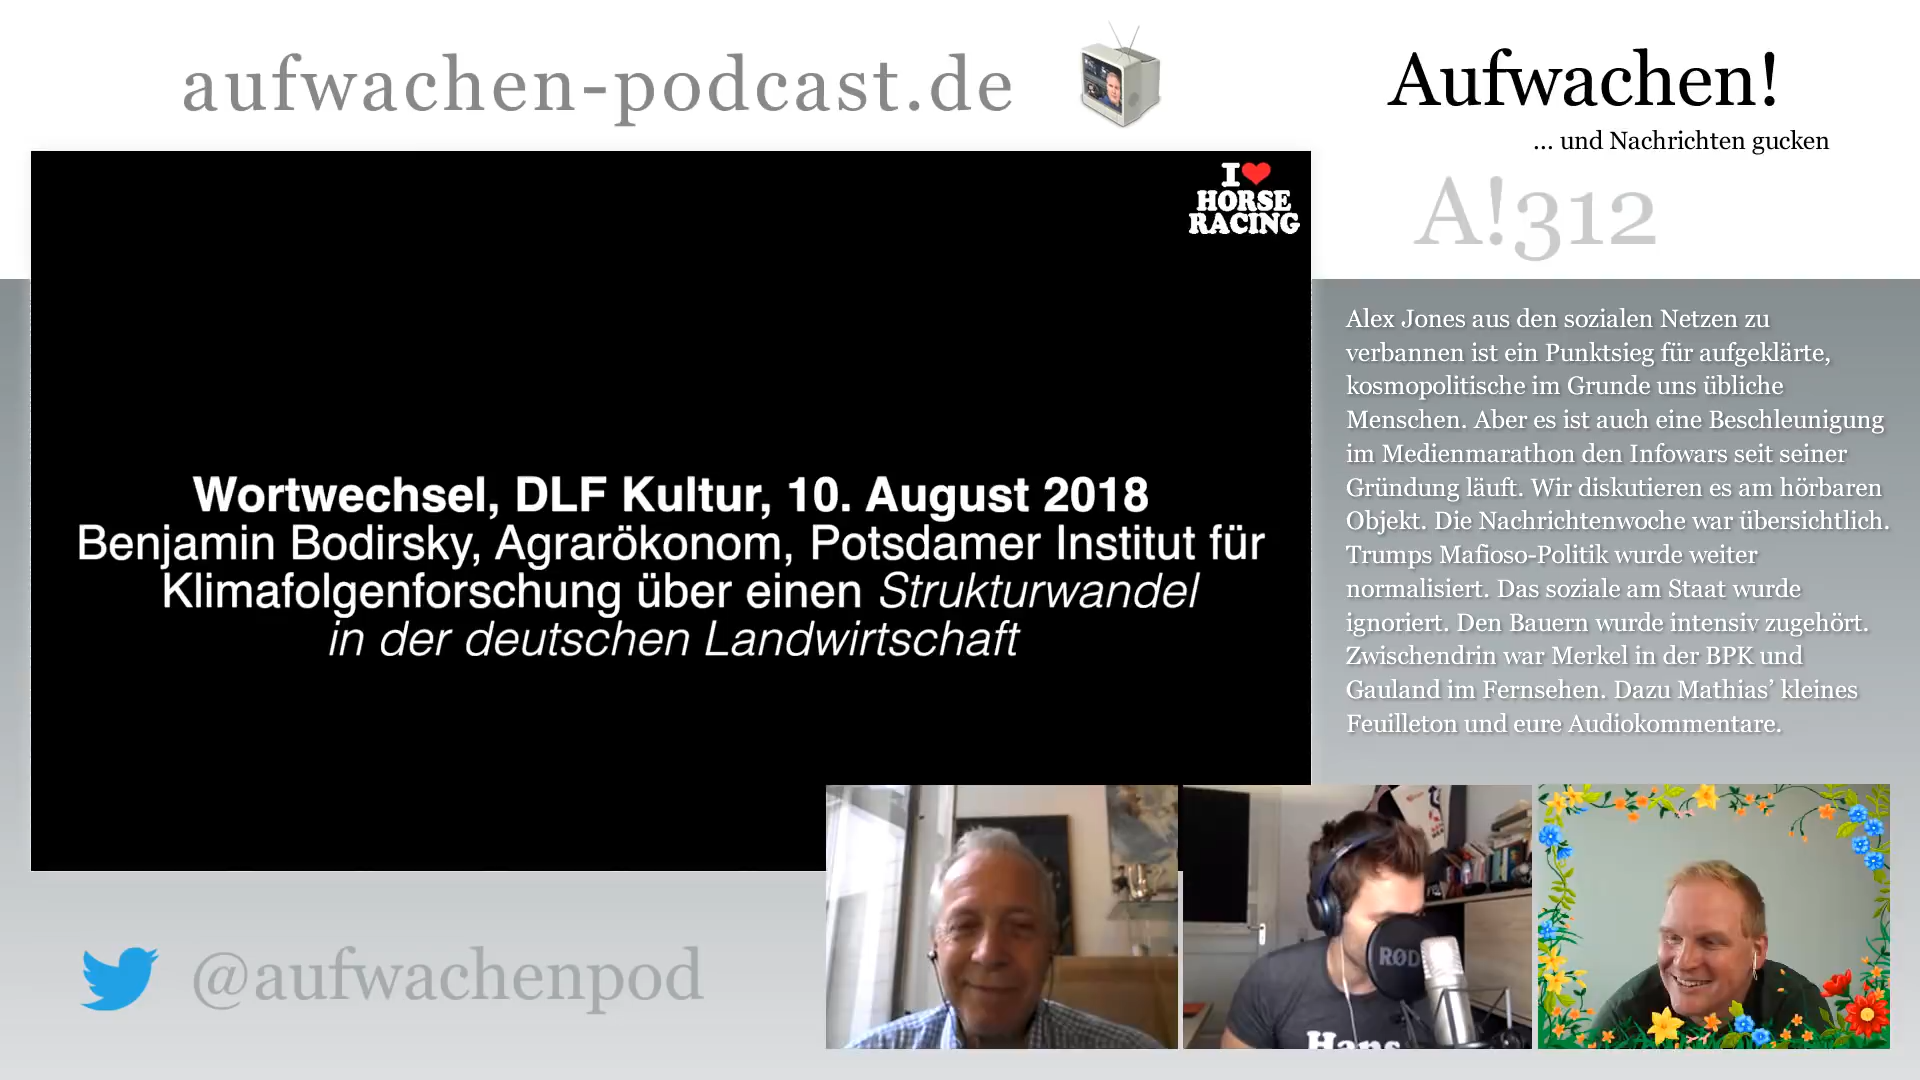 aufwachen-podcast.de
Aufwachen!
... und Nachrichten gucken
A!312
I
HORSE
RACING
Wortwechsel, DLF Kultur, 10. August 2018
Benjamin Bodirsky, Agrarökonom, Potsdamer Institut für
Klimafolgenforschung über einen Strukturwandel
in der deutschen Landwirtschaft
Alex Jones aus den sozialen Netzen zu
verbannen ist ein Punktsieg für aufgeklärte,
kosmopolitische im Grunde uns übliche
Menschen. Aber es ist auch eine Beschleunigung
im Medienmarathon den Infowars seit seiner
Gründung läuft. Wir diskutieren es am hörbaren
Objekt. Die Nachrichtenwoche war übersichtlich.
Trumps Mafioso-Politik wurde weiter
normalisiert. Das soziale am Staat wurde
ignoriert. Den Bauern wurde intensiv zugehört.
Zwischendrin war Merkel in der BPK und
Gauland im Fernsehen. Dazu Mathias’ kleines
Feuilleton und eure Audiokommentare.
@aufwachenpod
RØD
Hans